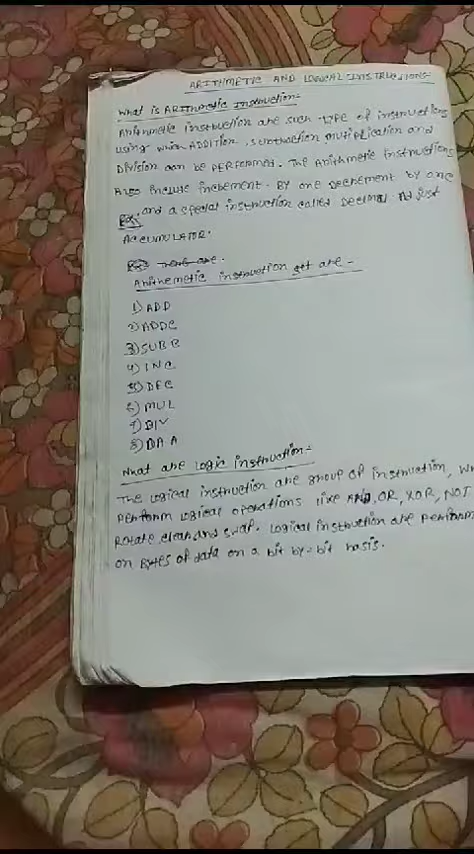 ARITHMETIC AND LOGICAL INSTRUCTIONS-
What is ARITHMETIC Instruction-
Arithmetic instruction are such type of instructions
using which ADDITION, subtraction multiplication and
Division can be PERFORMED. The Arithmetic Instructions
Also include increment. BY one decrement by one
and a special instruction called Decimal Adjust
ACCUMULATOR.
Arithemetic instruction are -
1) ADD
2) ADDC
3) SUBB
4) INC
5) DEC
6) MUL
7) DIV
8) DA A
What are logic instruction-
The Logical instruction are group of instruction,
Perform Logical operations like AND, OR, XOR, NOT
Rotate, clear and swap. Logical instruction are perform
on Bytes of data on a bit by-bit basis.